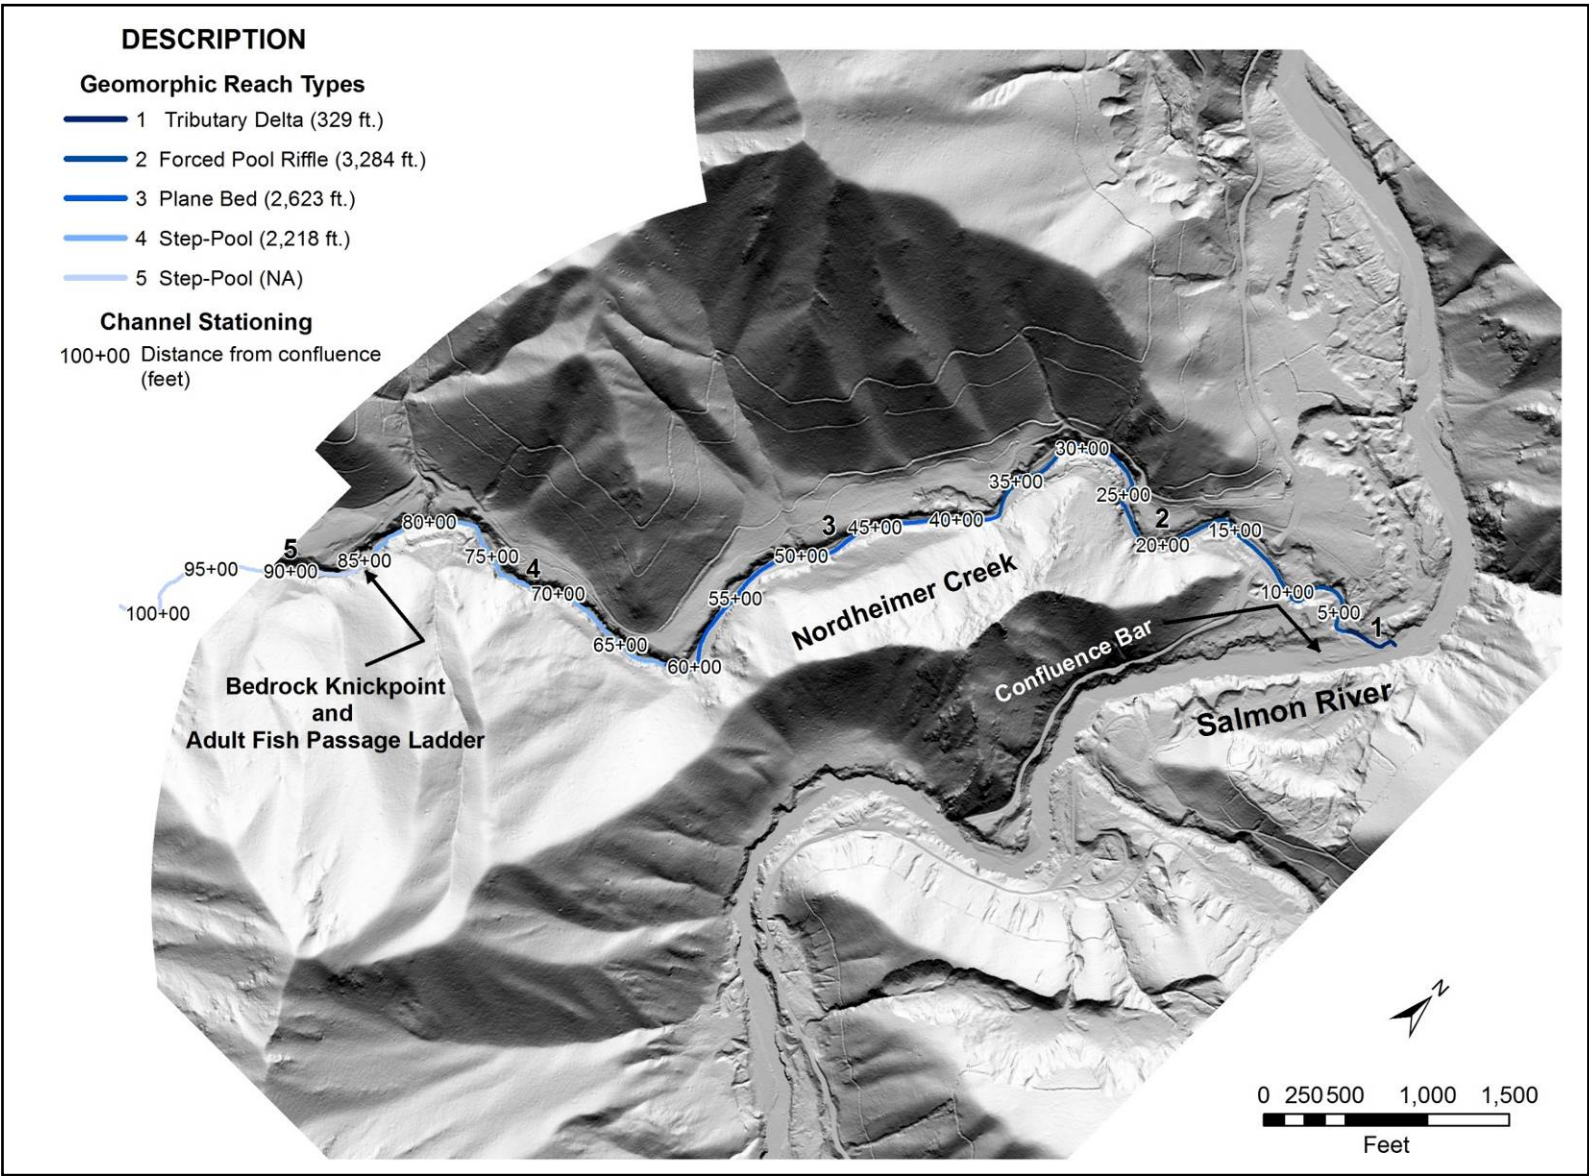 DESCRIPTION
Geomorphic Reach Types
1 Tributary Delta (329 ft.)
2 Forced Pool Riffle (3,284 ft.)
3 Plane Bed (2,623 ft.)
4 Step-Pool (2,218 ft.)
5 Step-Pool (NA)
Channel Stationing
100+00 Distance from confluence
(feet)
30+00
35+00
25+00
2
15+00
20+00
3
45+00
40+00
50+00
55+00
80+00
75+00
4
70+00
65+00
60+00
5
85+00
90+00
95+00
100+00
10+00
5+00
1
Nordheimer Creek
Confluence Bar
Salmon River
Bedrock Knickpoint
and
Adult Fish Passage Ladder
N
0 250 500 1,000 1,500
Feet